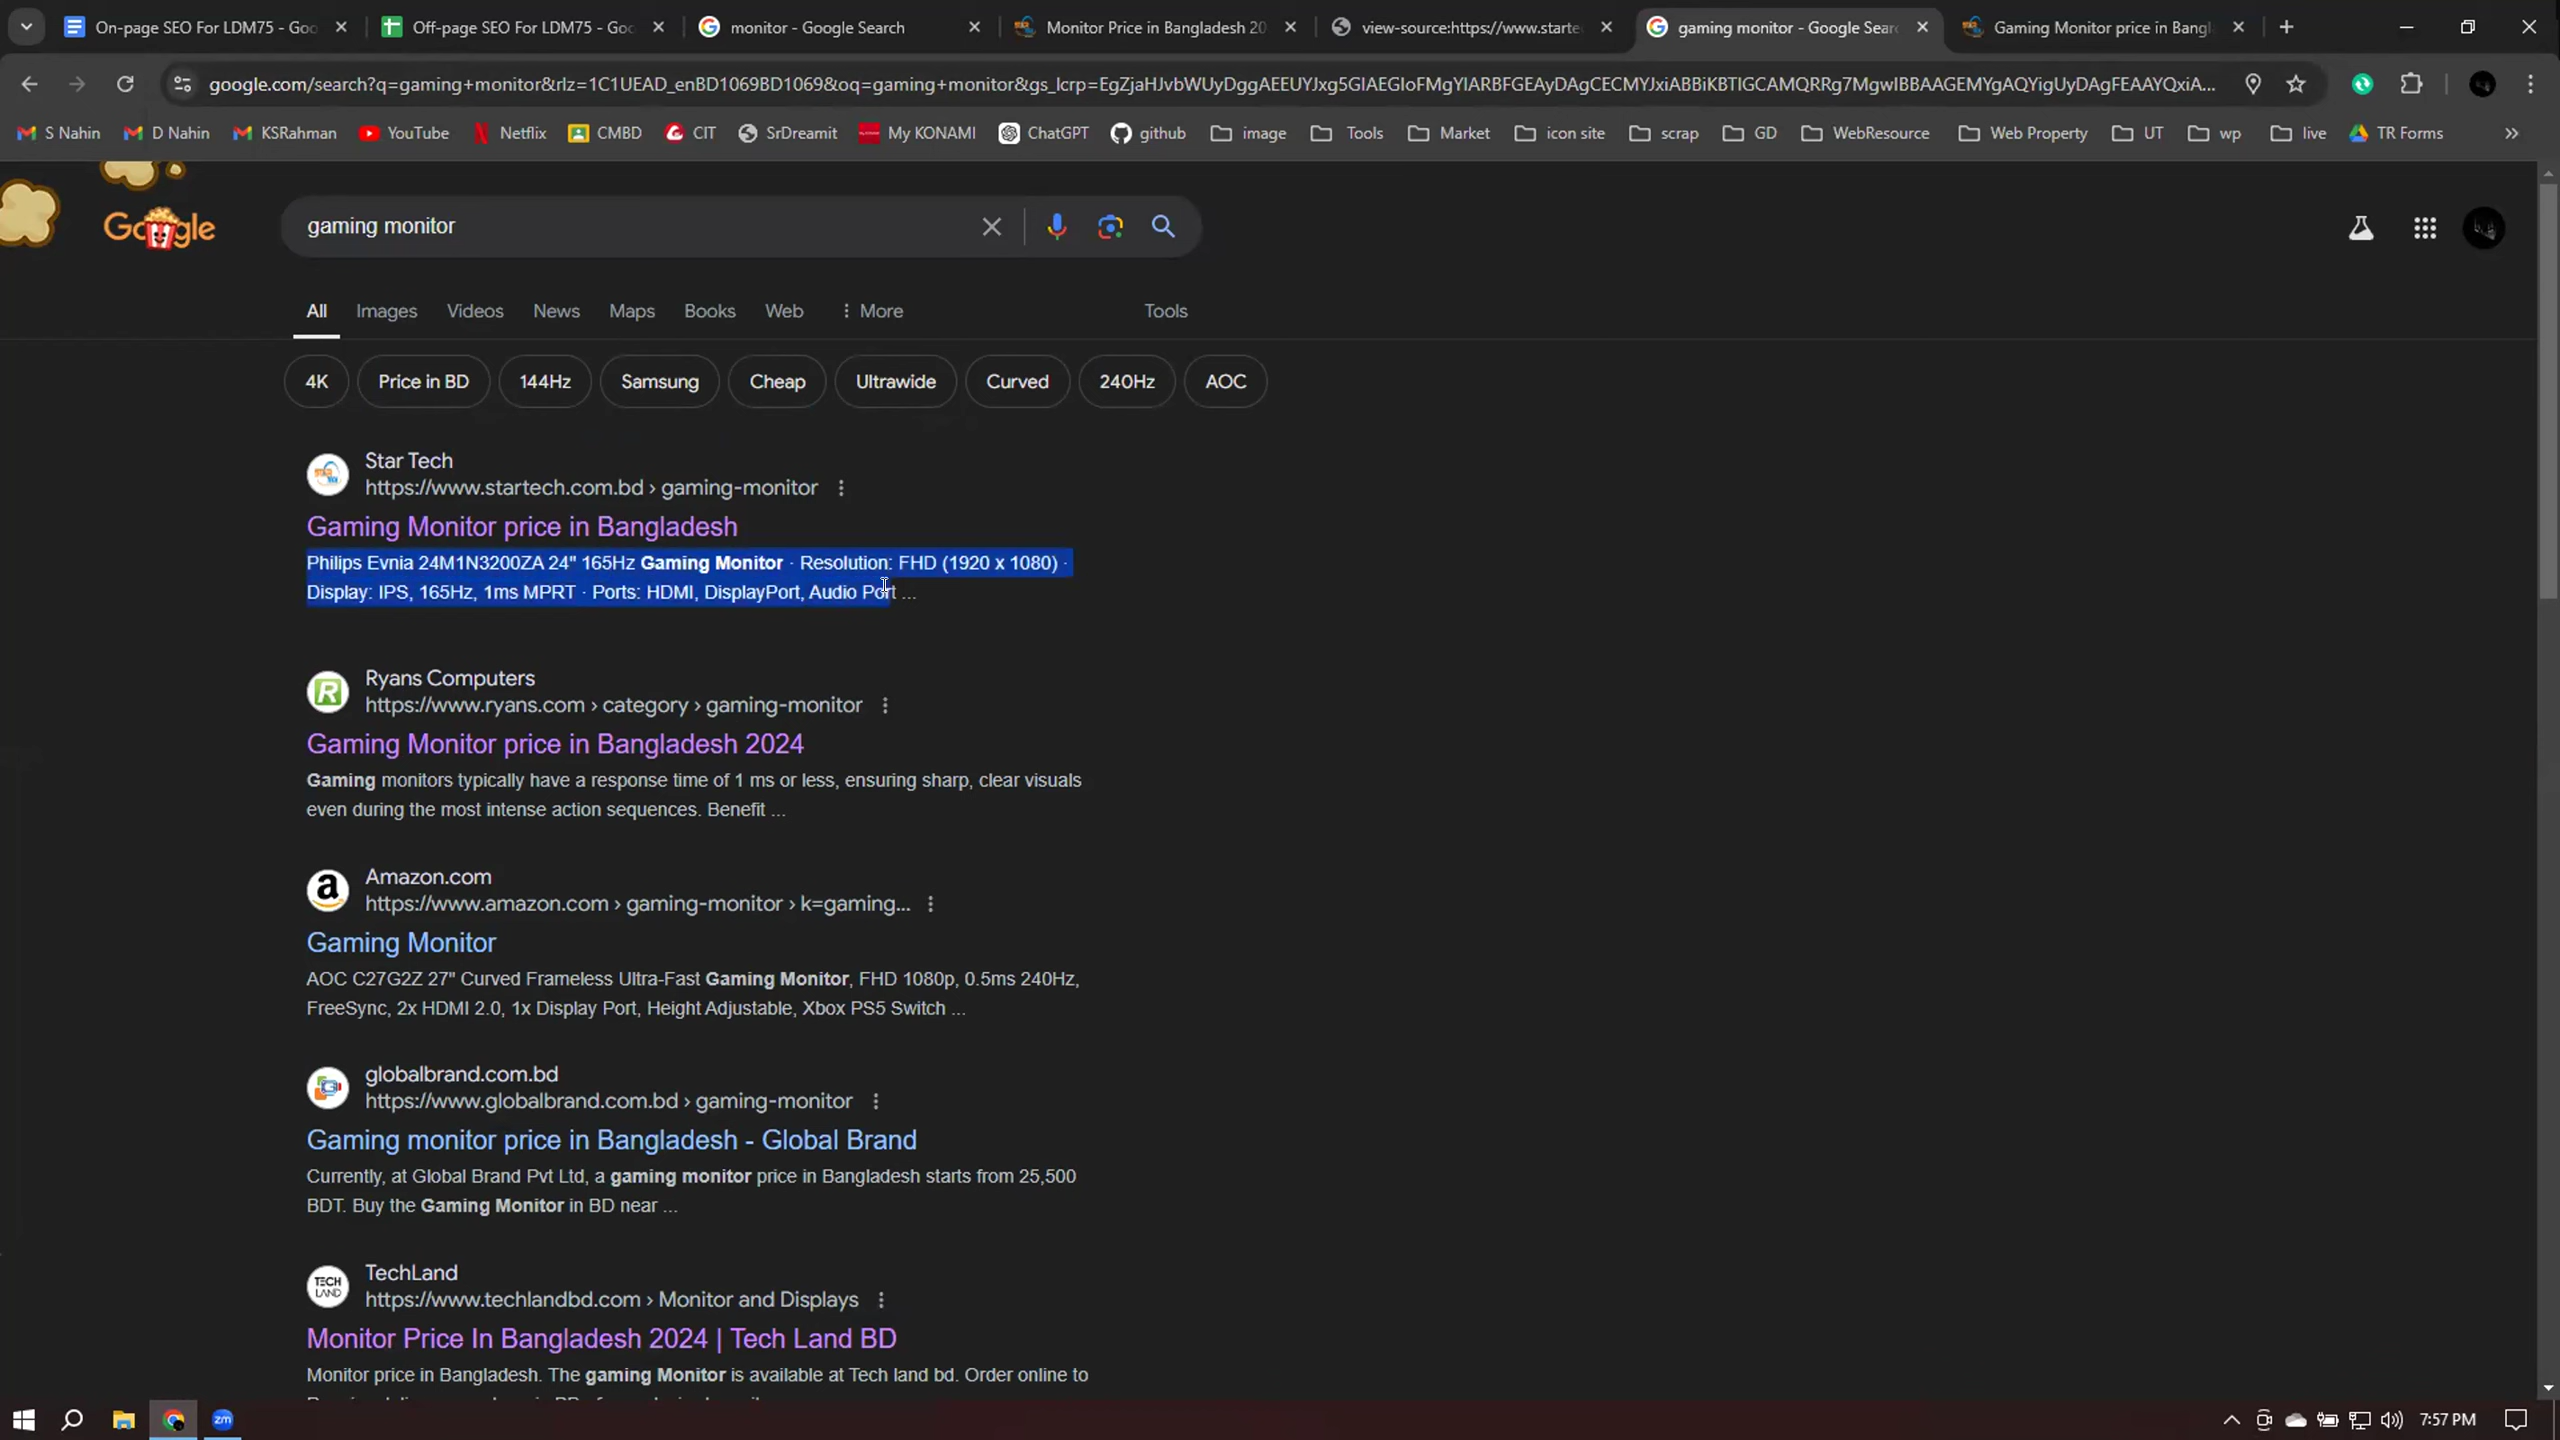 On-page SEO For LDM75 - Goo
Off-page SEO For LDM75 - Goo
monitor - Google Search
Monitor Price in Bangladesh 20
view-source:https://www.starte
gaming monitor - Google Sear
Gaming Monitor price in Bangl
google.com/search?q=gaming+monitor&rlz=1C1UEAD_enBD1069BD1069&oq=gaming+monitor&gs_lcrp=EgZjaHJvbWUyDggAEEUYJxg5GIAEGIoFMgYIARBFGEAyDAgCECMYJxiABBiKBTIGCAMQRRg7MgwIBBAAGEMYgAQYigUyDAgFEAAYQxiA...
S Nahin
D Nahin
KSRahman
YouTube
Netflix
CMBD
CIT
SrDreamit
My KONAMI
ChatGPT
github
image
Tools
Market
icon site
scrap
GD
WebResource
Web Property
UT
wp
live
TR Forms
Google
gaming monitor
All
Images
Videos
News
Maps
Books
Web
More
Tools
4K
Price in BD
144Hz
Samsung
Cheap
Ultrawide
Curved
240Hz
AOC
Star Tech
https://www.startech.com.bd › gaming-monitor
Gaming Monitor price in Bangladesh
Philips Evnia 24M1N3200ZA 24" 165Hz Gaming Monitor · Resolution: FHD (1920 x 1080) ·
Display: IPS, 165Hz, 1ms MPRT · Ports: HDMI, DisplayPort, Audio Port ...
R
Ryans Computers
https://www.ryans.com › category › gaming-monitor
Gaming Monitor price in Bangladesh 2024
Gaming monitors typically have a response time of 1 ms or less, ensuring sharp, clear visuals
even during the most intense action sequences. Benefit ...
a
Amazon.com
https://www.amazon.com › gaming-monitor › k=gaming...
Gaming Monitor
AOC C27G2Z 27" Curved Frameless Ultra-Fast Gaming Monitor, FHD 1080p, 0.5ms 240Hz,
FreeSync, 2x HDMI 2.0, 1x Display Port, Height Adjustable, Xbox PS5 Switch ...
globalbrand.com.bd
https://www.globalbrand.com.bd › gaming-monitor
Gaming monitor price in Bangladesh - Global Brand
Currently, at Global Brand Pvt Ltd, a gaming monitor price in Bangladesh starts from 25,500
BDT. Buy the Gaming Monitor in BD near ...
TECH
LAND
TechLand
https://www.techlandbd.com › Monitor and Displays
Monitor Price In Bangladesh 2024 | Tech Land BD
Monitor price in Bangladesh. The gaming Monitor is available at Tech land bd. Order online to
zm
7:57 PM